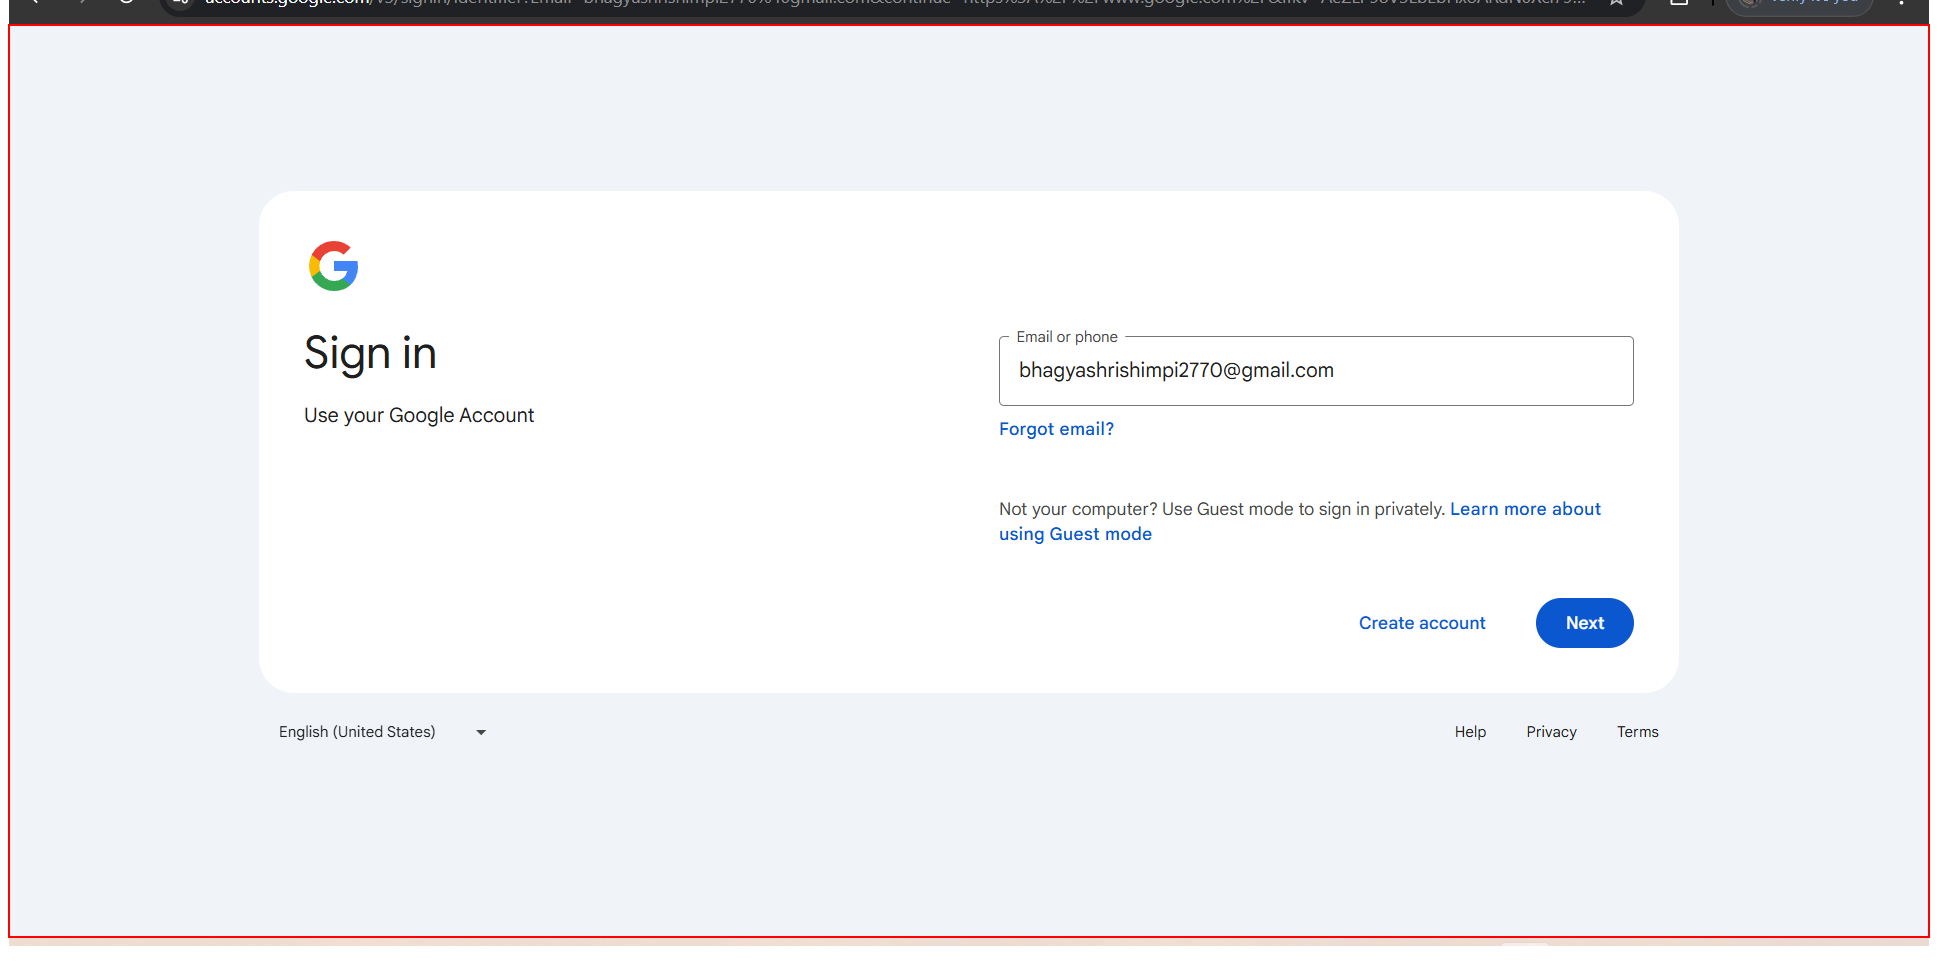 Sign in
Use your Google Account
Email or phone
bhagyashrishimpi2770@gmail.com
Forgot email?
Not your computer? Use Guest mode to sign in privately. Learn more about
using Guest mode
Create account
Next
English (United States)
Help
Privacy
Terms